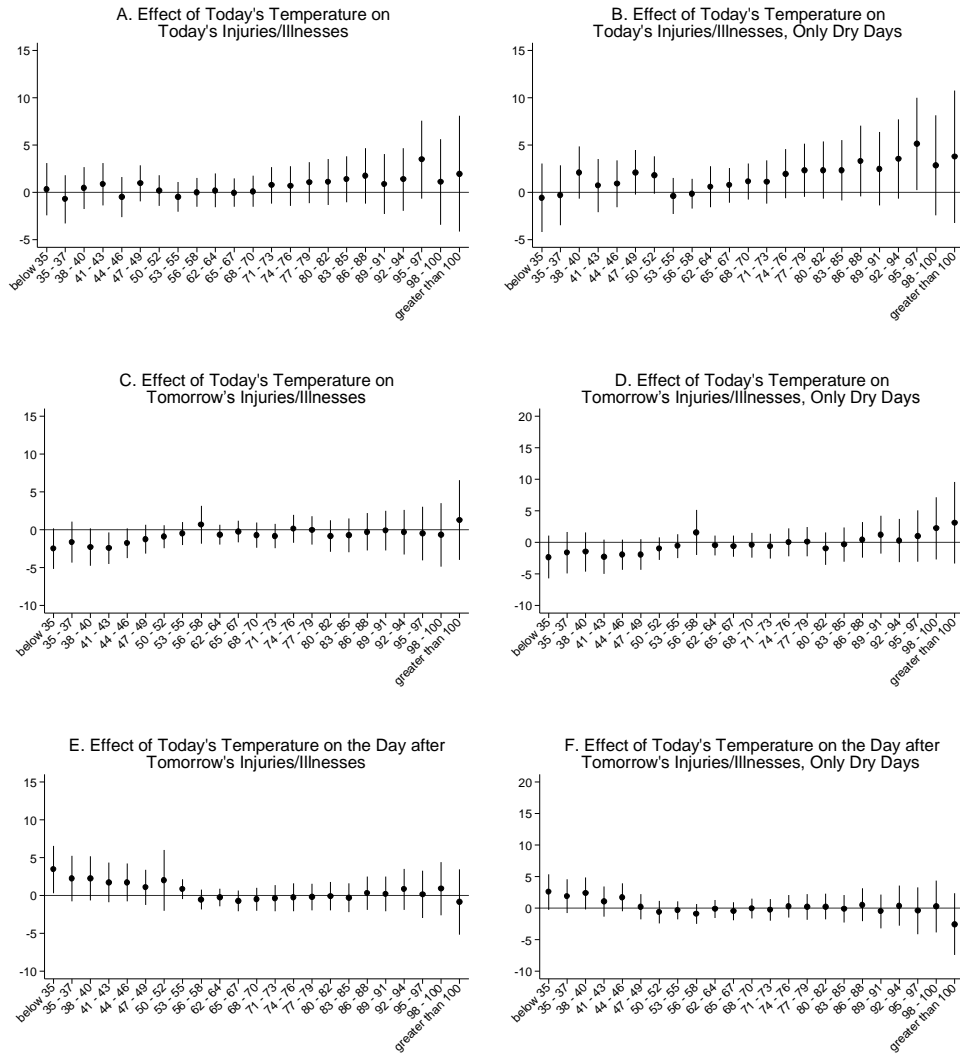 A. Effect of Today's Temperature on
Today's Injuries/Illnesses
15
10
5
0
-5
below 35
35 - 37
38 - 40
41 - 43
44 - 46
47 - 49
50 - 52
53 - 55
56 - 58
62 - 64
65 - 67
68 - 70
71 - 73
74 - 76
77 - 79
80 - 82
83 - 85
86 - 88
89 - 91
92 - 94
95 - 97
98 - 100
greater than 100
B. Effect of Today's Temperature on
Today's Injuries/Illnesses, Only Dry Days
15
10
5
0
-5
below 35
35 - 37
38 - 40
41 - 43
44 - 46
47 - 49
50 - 52
53 - 55
56 - 58
62 - 64
65 - 67
68 - 70
71 - 73
74 - 76
77 - 79
80 - 82
83 - 85
86 - 88
89 - 91
92 - 94
95 - 97
98 - 100
greater than 100
C. Effect of Today's Temperature on
Tomorrow's Injuries/Illnesses
15
10
5
0
-5
-10
below 35
35 - 37
38 - 40
41 - 43
44 - 46
47 - 49
50 - 52
53 - 55
56 - 58
62 - 64
65 - 67
68 - 70
71 - 73
74 - 76
77 - 79
80 - 82
83 - 85
86 - 88
89 - 91
92 - 94
95 - 97
98 - 100
greater than 100
D. Effect of Today's Temperature on
Tomorrow's Injuries/Illnesses, Only Dry Days
20
15
10
5
0
-5
-10
below 35
35 - 37
38 - 40
41 - 43
44 - 46
47 - 49
50 - 52
53 - 55
56 - 58
62 - 64
65 - 67
68 - 70
71 - 73
74 - 76
77 - 79
80 - 82
83 - 85
86 - 88
89 - 91
92 - 94
95 - 97
98 - 100
greater than 100
E. Effect of Today's Temperature on the Day after
Tomorrow's Injuries/Illnesses
15
10
5
0
-5
-10
below 35
35 - 37
38 - 40
41 - 43
44 - 46
47 - 49
50 - 52
53 - 55
56 - 58
62 - 64
65 - 67
68 - 70
71 - 73
74 - 76
77 - 79
80 - 82
83 - 85
86 - 88
89 - 91
92 - 94
95 - 97
98 - 100
greater than 100
F. Effect of Today's Temperature on the Day after
Tomorrow's Injuries/Illnesses, Only Dry Days
20
15
10
5
0
-5
-10
below 35
35 - 37
38 - 40
41 - 43
44 - 46
47 - 49
50 - 52
53 - 55
56 - 58
62 - 64
65 - 67
68 - 70
71 - 73
74 - 76
77 - 79
80 - 82
83 - 85
86 - 88
89 - 91
92 - 94
95 - 97
98 - 100
greater than 100